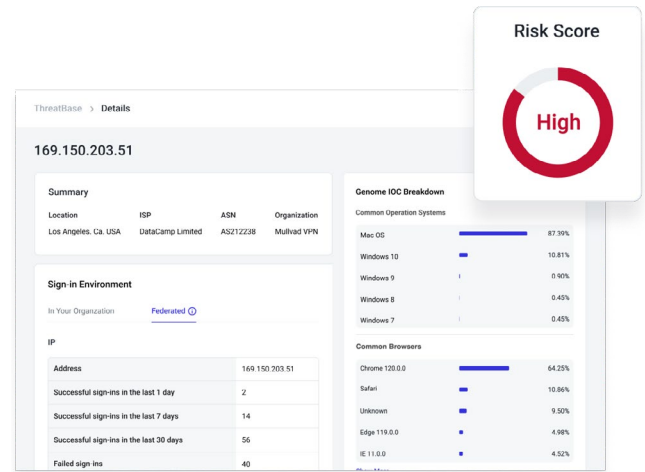 Risk Score
High
ThreatBase > Details
169.150.203.51
Summary
Location ISP ASN Organization
Los Angeles. Ca. USA DataCamp Limited AS212238 Mullvad VPN
Sign-in Environment
In Your Organzation Federated
IP
Address 169.150.203.51
Successful sign-ins in the last 1 day 2
Successful sign-ins in the last 7 days 14
Successful sign-ins in the last 30 days 56
Failed sign-ins 40
Genome IOC Breakdown
Common Operation Systems
Mac OS 87.39%
Windows 10 10.81%
Windows 9 0.90%
Windows 8 0.45%
Windows 7 0.45%
Common Browsers
Chrome 120.0.0 64.25%
Safari 10.86%
Unknown 9.50%
Edge 119.0.0 4.98%
IE 11.0.0 4.52%